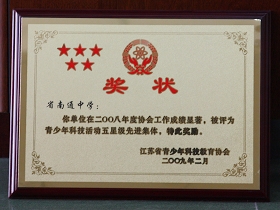 奖状
省南通中学：
你单位在二〇〇八年度协会工作成绩显著，被评为
青少年科技活动五星级先进集体，特此奖励。
江苏省青少年科技教育协会
二〇〇九年二月